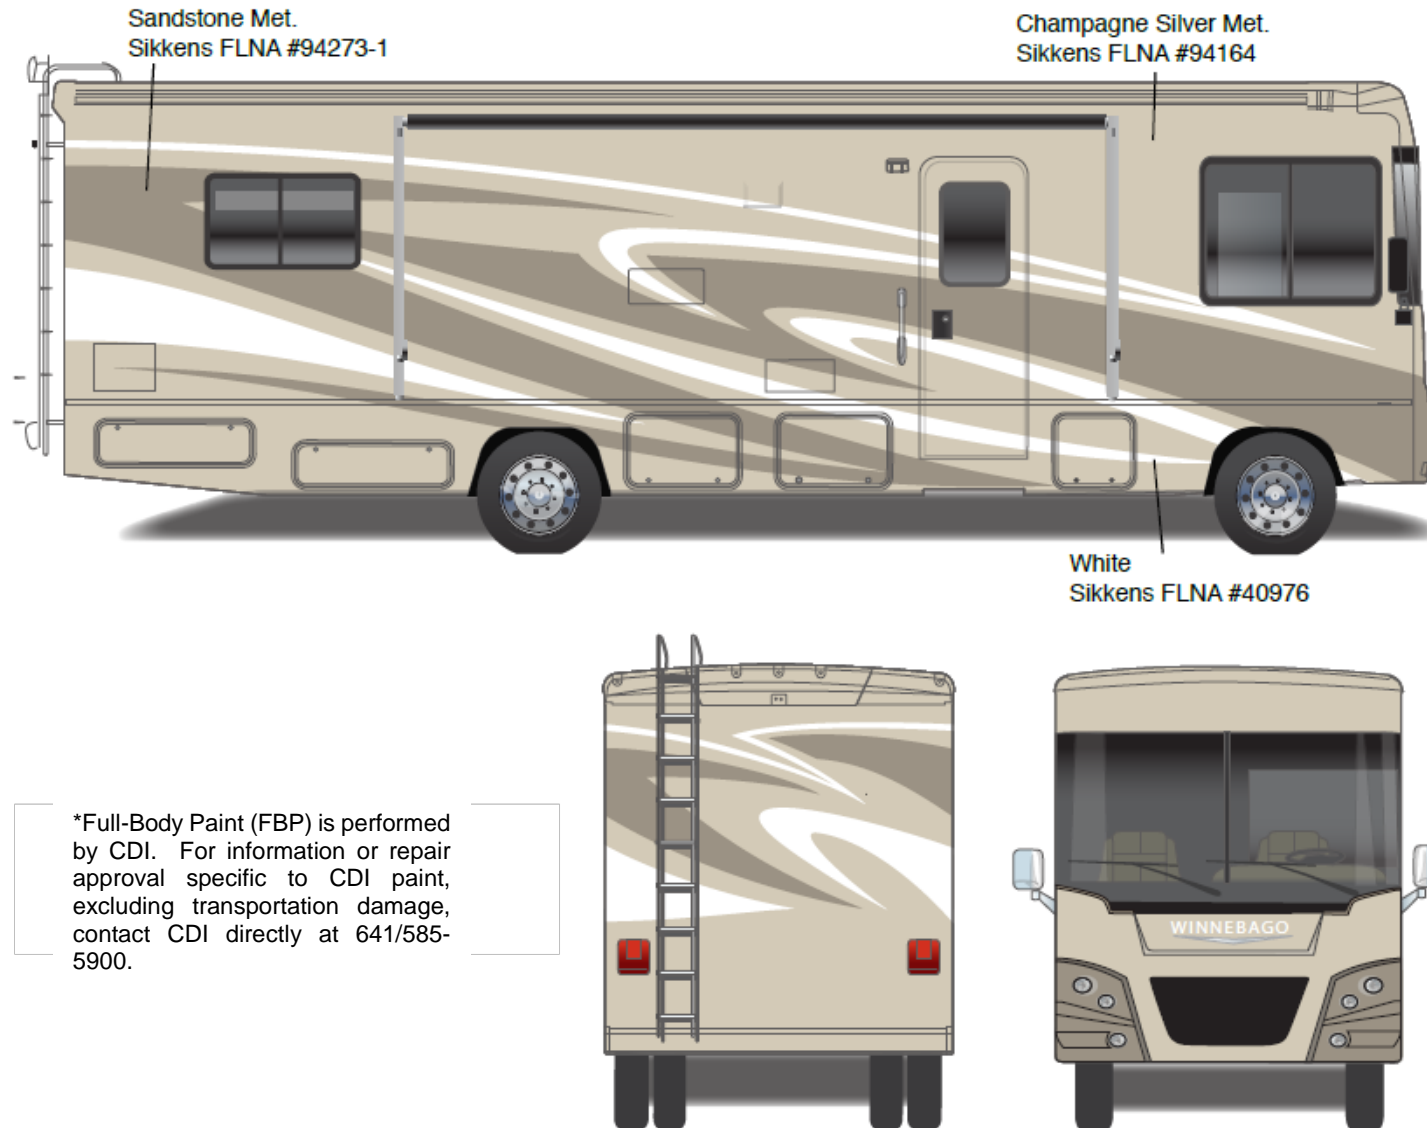 Sandstone Met.
Sikkens FLNA #94273-1
Champagne Silver Met.
Sikkens FLNA #94164
White
Sikkens FLNA #40976
*Full-Body Paint (FBP) is performed
by CDI. For information or repair
approval specific to CDI paint,
excluding transportation damage,
contact CDI directly at 641/585-
5900.
WINNEBAGO